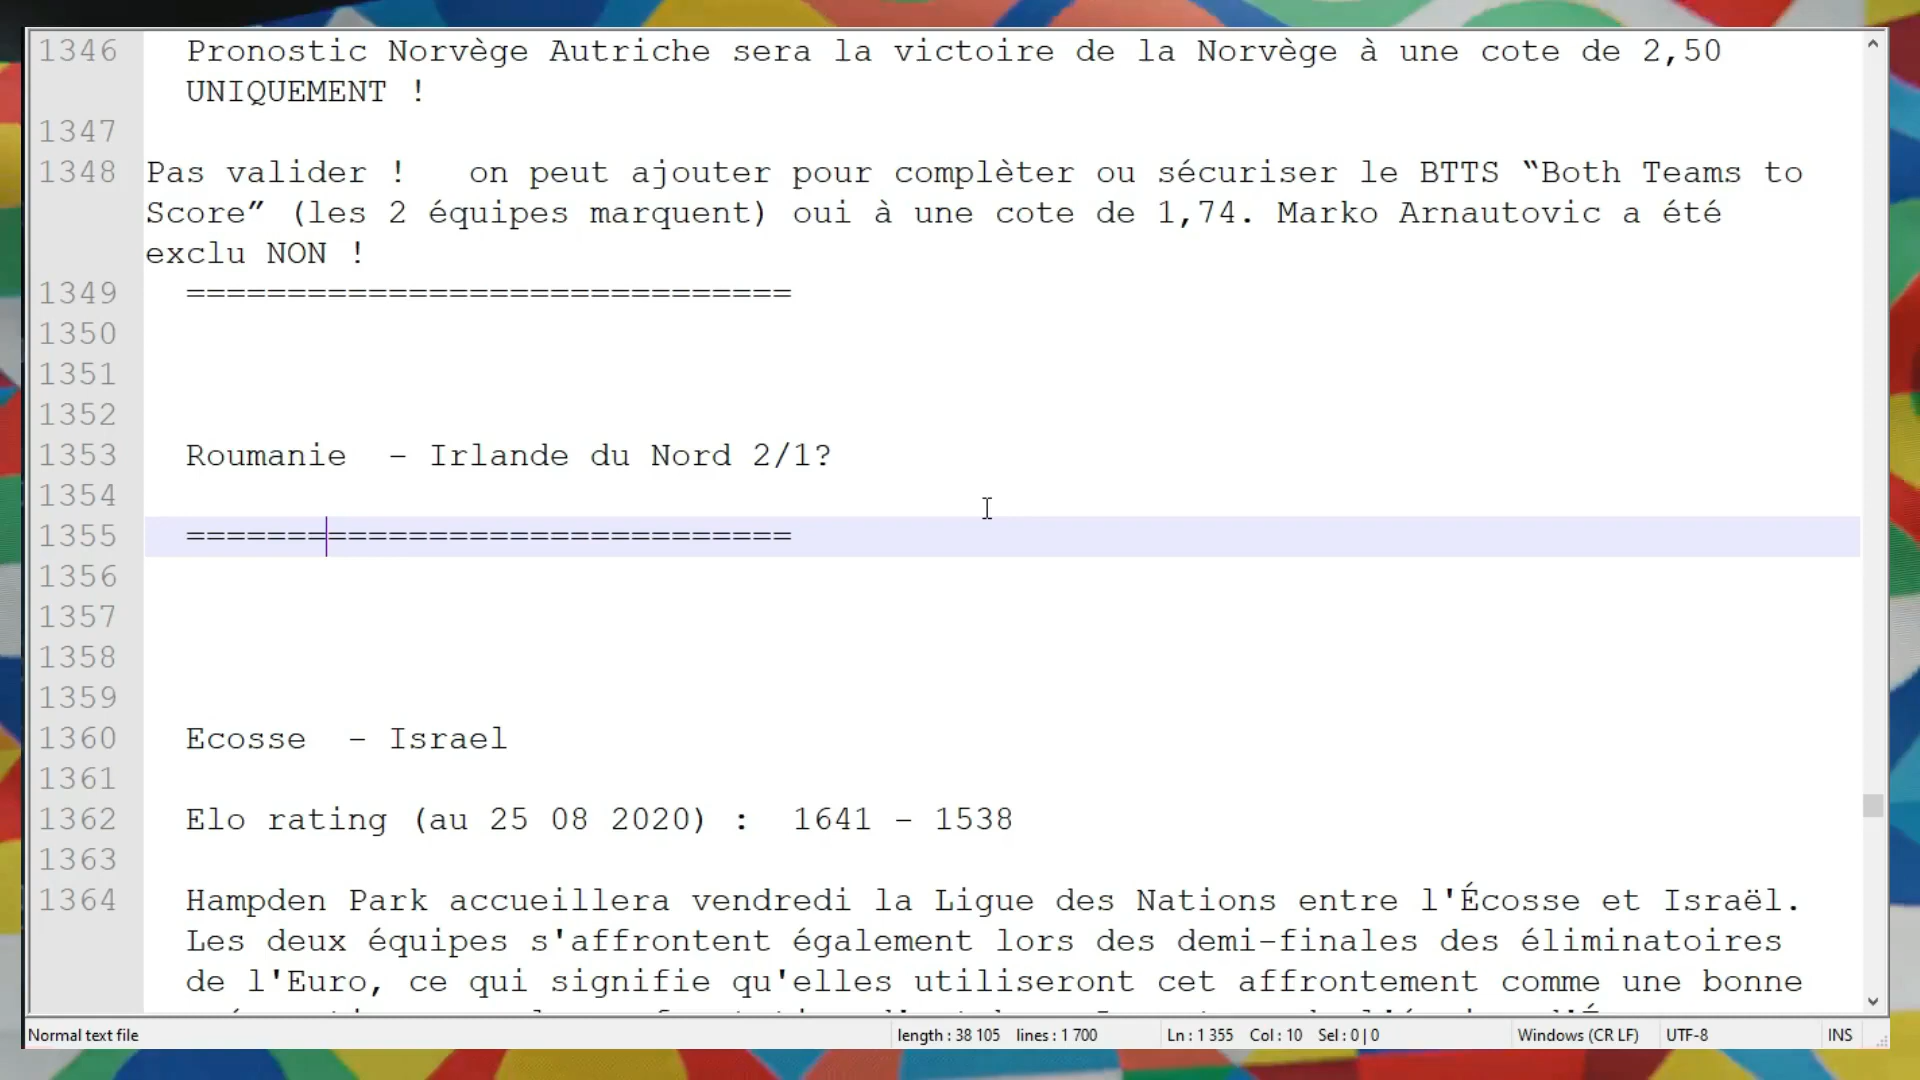 1346 Pronostic Norvège Autriche sera la victoire de la Norvège à une cote de 2,50
UNIQUEMENT !
1347
1348 Pas valider ! on peut ajouter pour complèter ou sécuriser le BTTS “Both Teams to
Score” (les 2 équipes marquent) oui à une cote de 1,74. Marko Arnautovic a été
exclu NON !
1349 ==============================
1350
1351
1352
1353 Roumanie - Irlande du Nord 2/1?
1354
1355 ==============================
1356
1357
1358
1359
1360 Ecosse - Israel
1361
1362 Elo rating (au 25 08 2020) : 1641 - 1538
1363
1364 Hampden Park accueillera vendredi la Ligue des Nations entre l'Écosse et Israël.
Les deux équipes s'affrontent également lors des demi-finales des éliminatoires
de l'Euro, ce qui signifie qu'elles utiliseront cet affrontement comme une bonne
Normal text file length : 38 105 lines : 1 700 Ln : 1 355 Col : 10 Sel : 0 | 0 Windows (CR LF) UTF-8 INS